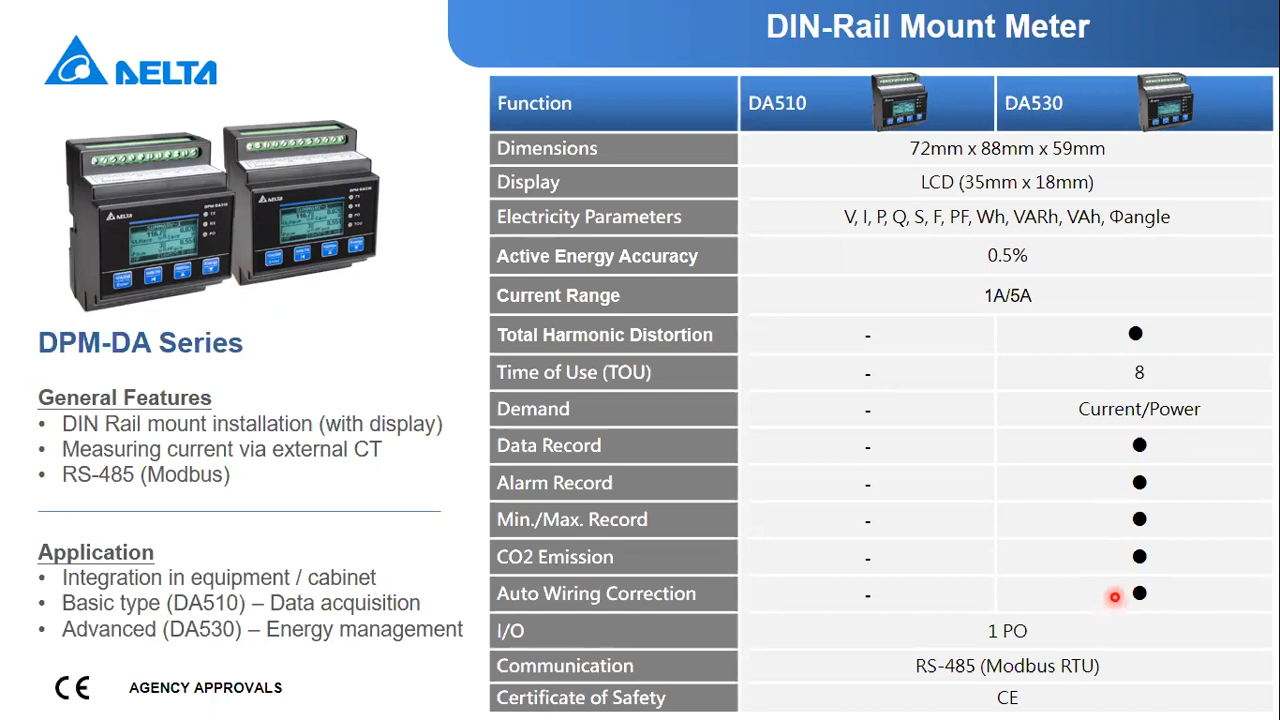 DIN-Rail Mount Meter
DELTA
DPM-DA Series
General Features
• DIN Rail mount installation (with display)
• Measuring current via external CT
• RS-485 (Modbus)
Application
• Integration in equipment / cabinet
• Basic type (DA510) – Data acquisition
• Advanced (DA530) – Energy management
CE AGENCY APPROVALS
Function DA510 DA530
Dimensions 72mm x 88mm x 59mm
Display LCD (35mm x 18mm)
Electricity Parameters V, I, P, Q, S, F, PF, Wh, VARh, VAh, Φangle
Active Energy Accuracy 0.5%
Current Range 1A/5A
Total Harmonic Distortion - ●
Time of Use (TOU) - 8
Demand - Current/Power
Data Record - ●
Alarm Record - ●
Min./Max. Record - ●
CO2 Emission - ●
Auto Wiring Correction - ●
I/O 1 PO
Communication RS-485 (Modbus RTU)
Certificate of Safety CE